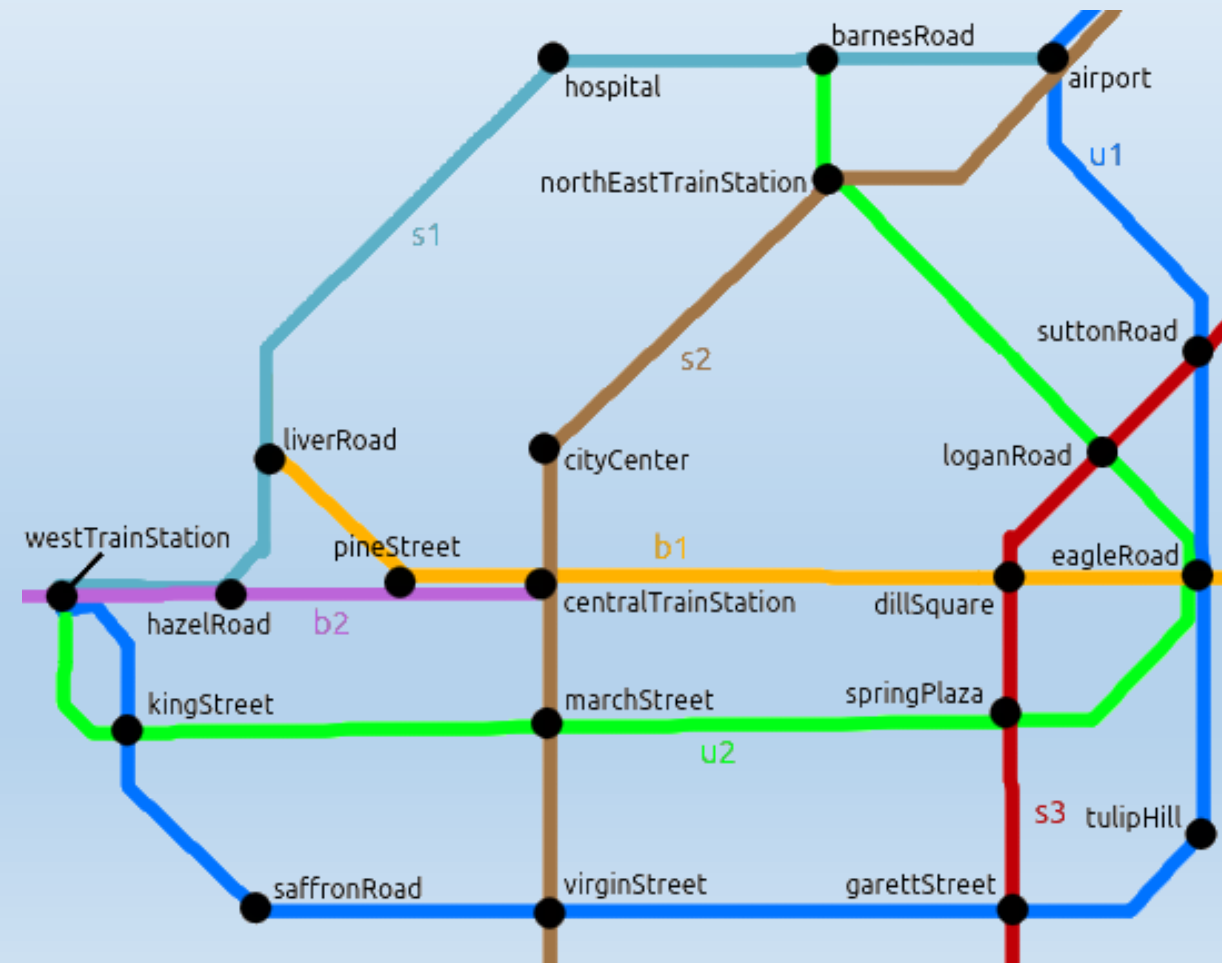 barnesRoad
hospital
airport
u1
northEastTrainStation
s1
suttonRoad
s2
liverRoad
cityCenter
loganRoad
westTrainStation
pineStreet
b1
eagleRoad
centralTrainStation
dillSquare
hazelRoad
b2
kingStreet
marchStreet
springPlaza
u2
s3
tulipHill
saffronRoad
virginStreet
garettStreet